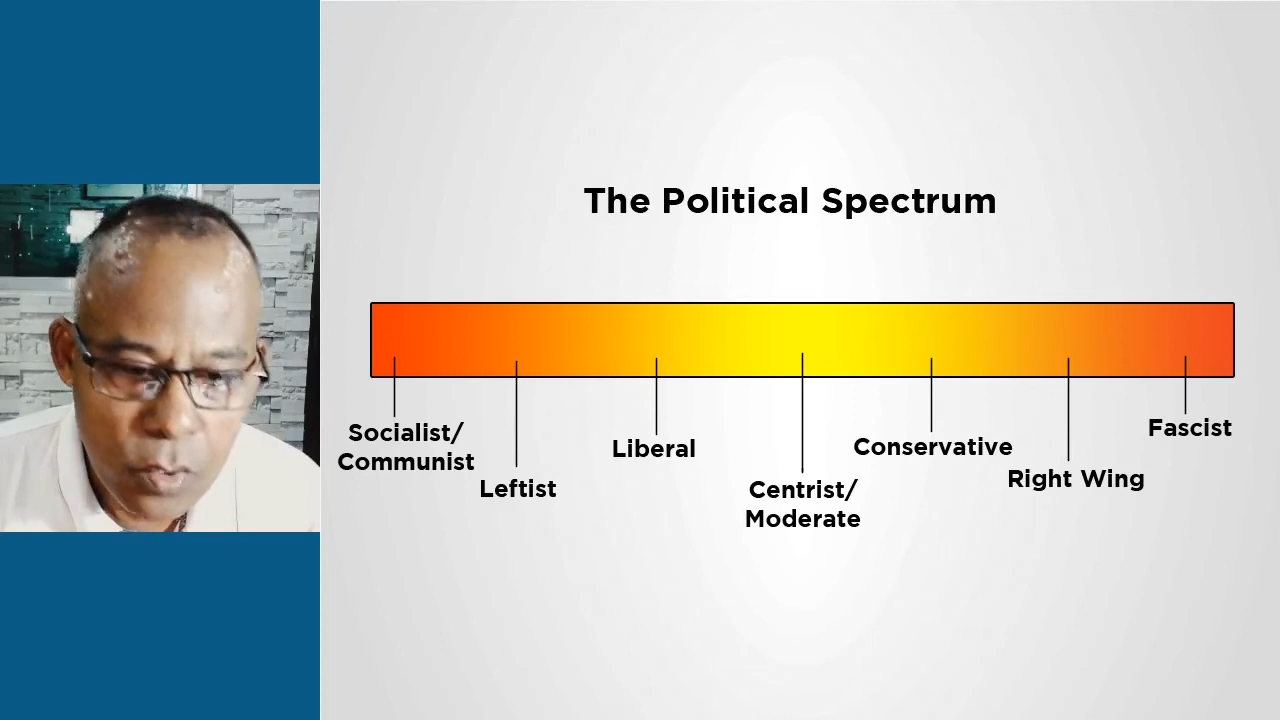 The Political Spectrum
Socialist/
Communist
Leftist
Liberal
Centrist/
Moderate
Conservative
Right Wing
Fascist